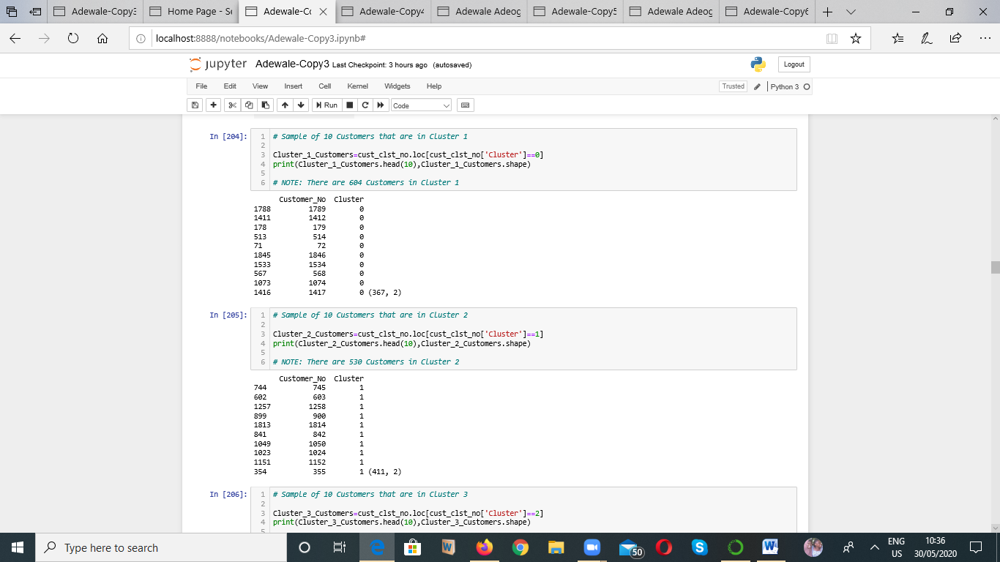 Adewale-Copy3
Home Page - Se
Adewale-Co
Adewale-Copy4
Adewale Adeog
Adewale-Copy5
Adewale Adeog
Adewale-Copy6
localhost:8888/notebooks/Adewale-Copy3.ipynb#
jupyter Adewale-Copy3 Last Checkpoint: 3 hours ago (autosaved)
Logout
File Edit View Insert Cell Kernel Widgets Help
Trusted Python 3
Run Code
In [204]:
1 # Sample of 10 Customers that are in Cluster 1
2
3 Cluster_1_Customers=cust_clst_no.loc[cust_clst_no['Cluster']==0]
4 print(Cluster_1_Customers.head(10),Cluster_1_Customers.shape)
5
6 # NOTE: There are 604 Customers in Cluster 1
Customer_No Cluster
1788 1789 0
1411 1412 0
178 179 0
513 514 0
71 72 0
1845 1846 0
1533 1534 0
567 568 0
1073 1074 0
1416 1417 0 (367, 2)
In [205]:
1 # Sample of 10 Customers that are in Cluster 2
2
3 Cluster_2_Customers=cust_clst_no.loc[cust_clst_no['Cluster']==1]
4 print(Cluster_2_Customers.head(10),Cluster_2_Customers.shape)
5
6 # NOTE: There are 530 Customers in Cluster 2
Customer_No Cluster
744 745 1
602 603 1
1257 1258 1
899 900 1
1813 1814 1
841 842 1
1049 1050 1
1023 1024 1
1151 1152 1
354 355 1 (411, 2)
In [206]:
1 # Sample of 10 Customers that are in Cluster 3
2
3 Cluster_3_Customers=cust_clst_no.loc[cust_clst_no['Cluster']==2]
4 print(Cluster_3_Customers.head(10),Cluster_3_Customers.shape)
5
Type here to search
50
ENG
US
10:36
30/05/2020